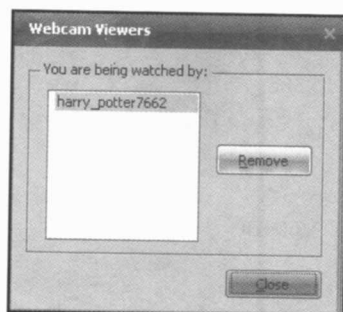 Webcam Viewers
You are being watched by:
harry_potter7662
Remove
Close